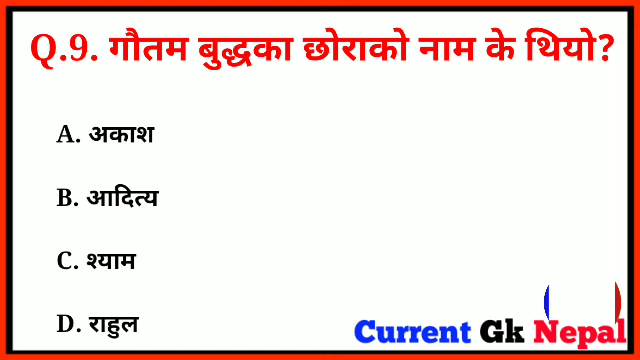 Q.9. गौतम बुद्धका छोराको नाम के थियो?
A. अकाश
B. आदित्य
C. श्याम
D. राहुल
Current Gk Nepal